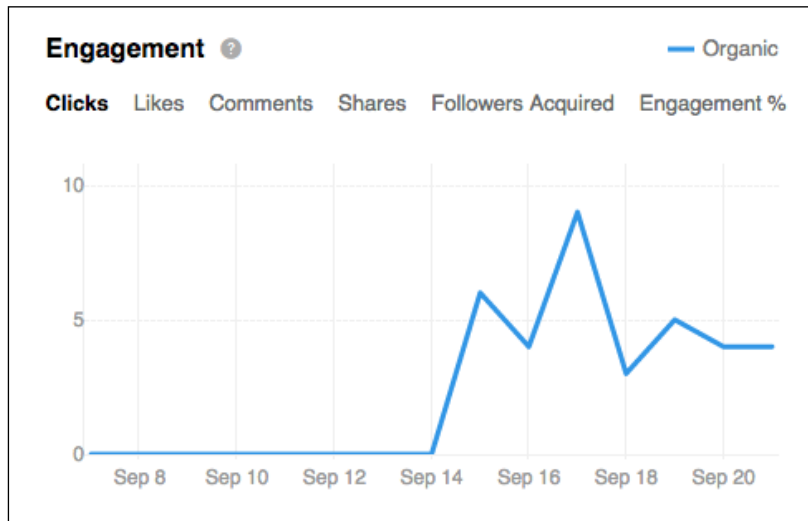 Engagement ?
Organic
Clicks Likes Comments Shares Followers Acquired Engagement %
10
5
0
Sep 8 Sep 10 Sep 12 Sep 14 Sep 16 Sep 18 Sep 20